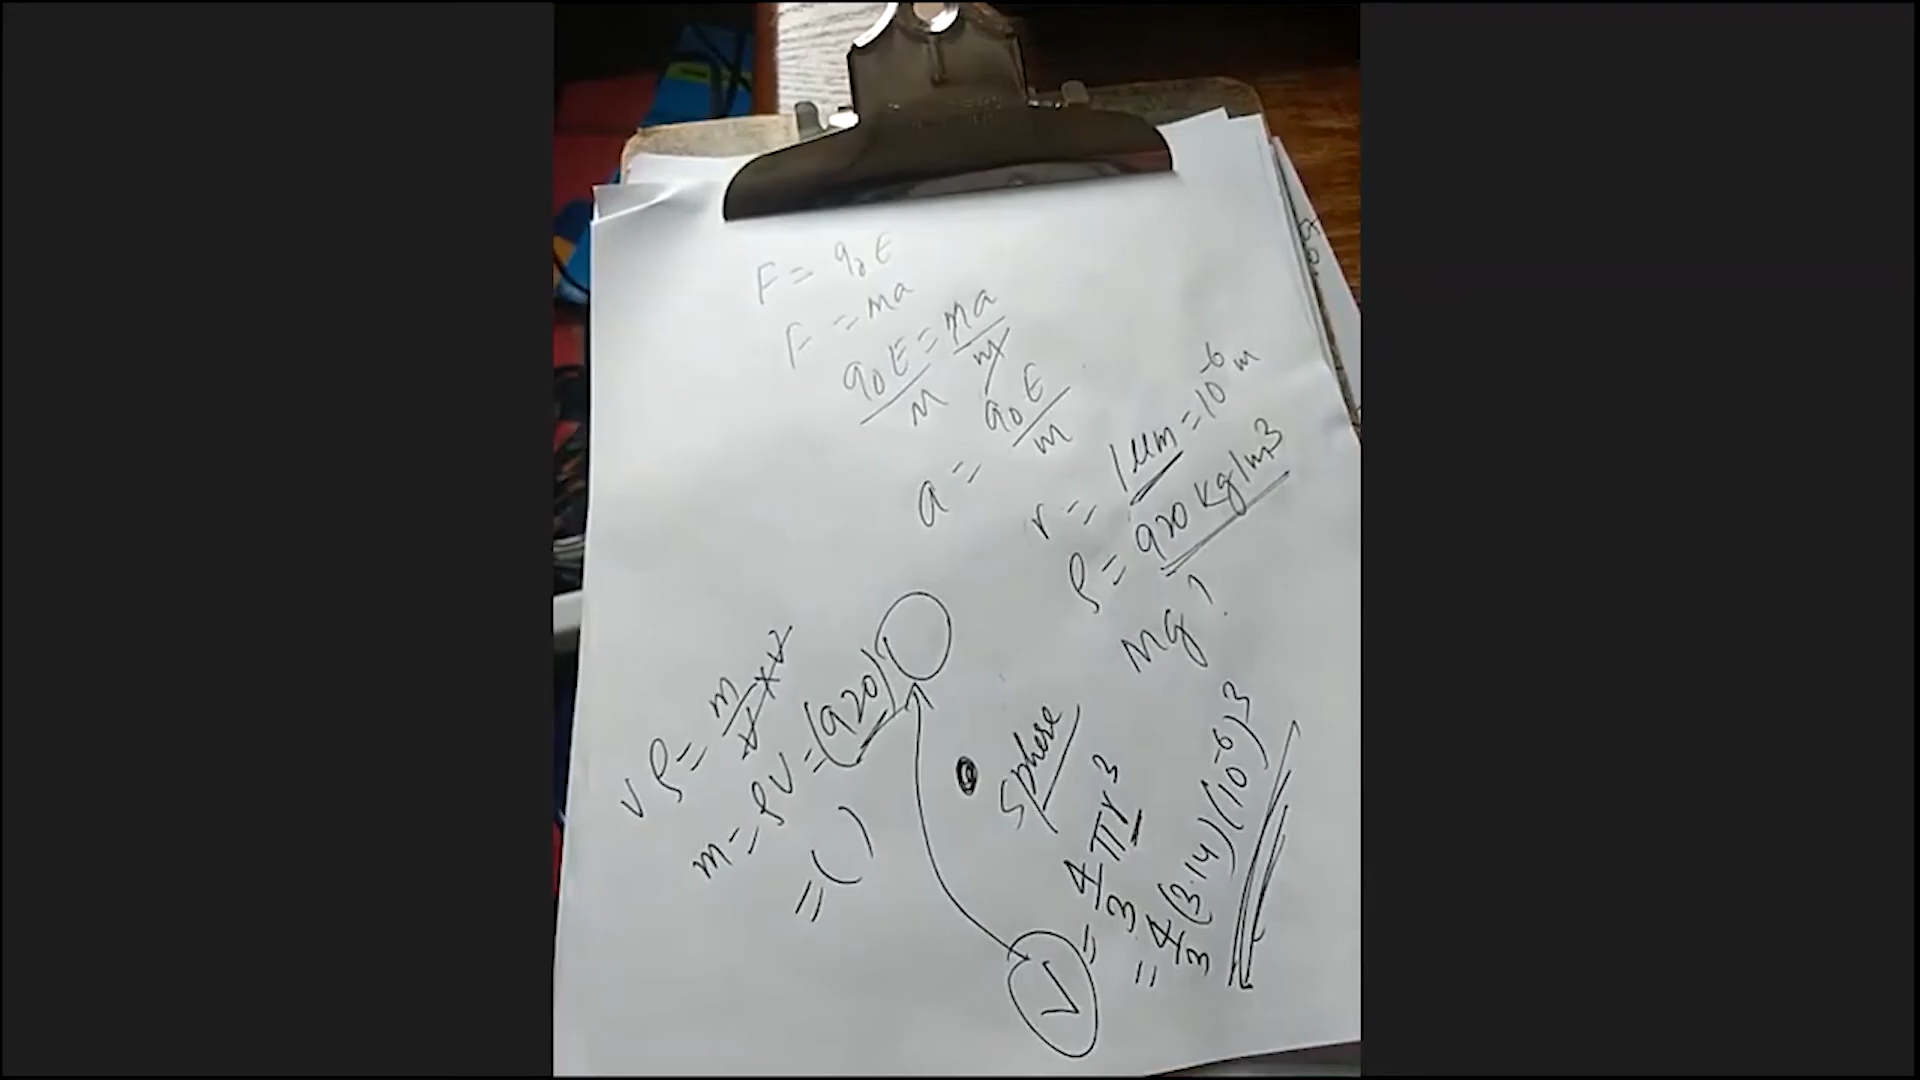 F = q₀E
F = ma
q₀E/m = ma/m
a = q₀E/m
r = 1μm = 10⁻⁶ m
ρ = 920 kg/m³
mg ?
V ρ = m/V × V
m = ρV = (920)( )
= ( )
Sphere
V = 4/3 πr³
= 4/3 (3.14)(10⁻⁶)³